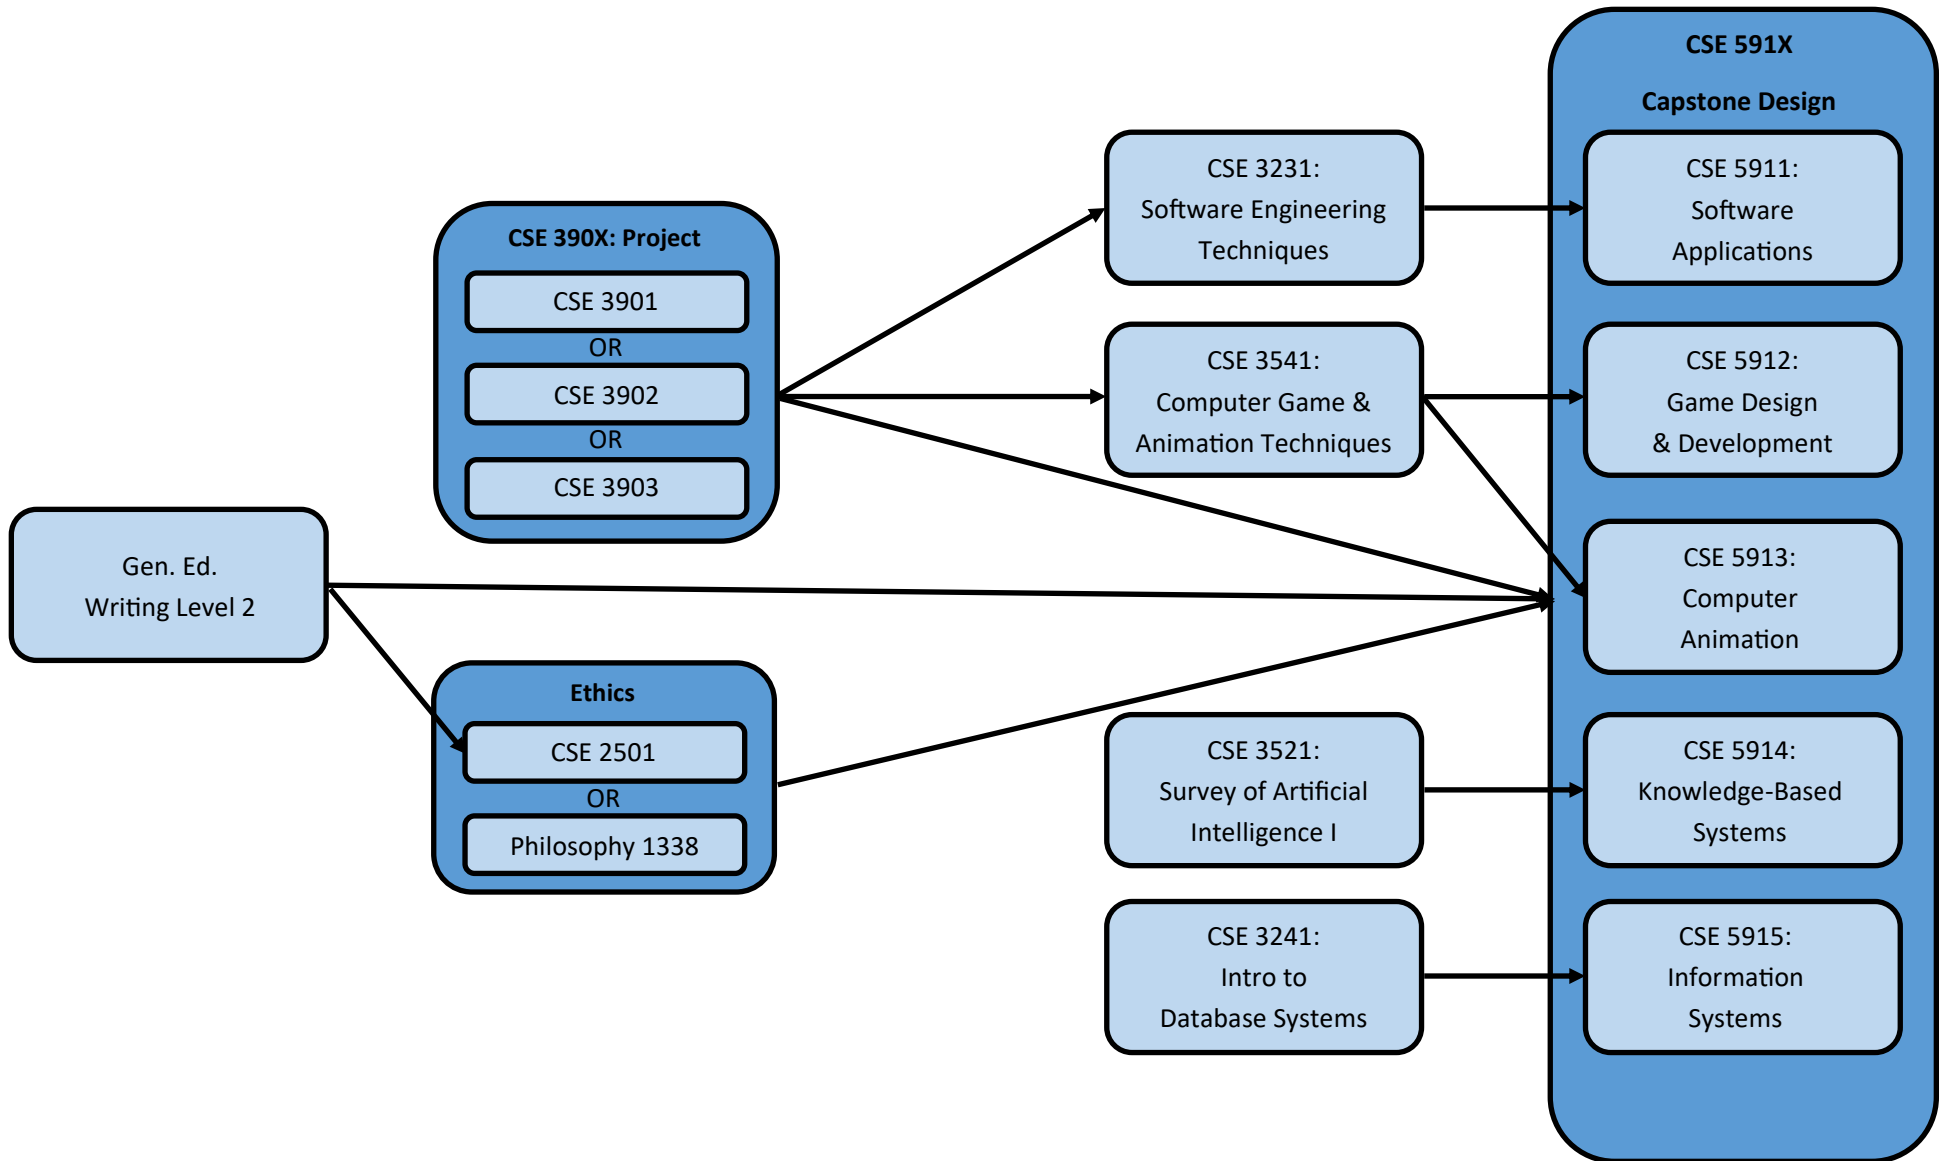 Gen. Ed.
Writing Level 2
CSE 390X: Project
CSE 3901
OR
CSE 3902
OR
CSE 3903
Ethics
CSE 2501
OR
Philosophy 1338
CSE 3231:
Software Engineering
Techniques
CSE 3541:
Computer Game &
Animation Techniques
CSE 3521:
Survey of Artificial
Intelligence I
CSE 3241:
Intro to
Database Systems
CSE 591X
Capstone Design
CSE 5911:
Software
Applications
CSE 5912:
Game Design
& Development
CSE 5913:
Computer
Animation
CSE 5914:
Knowledge-Based
Systems
CSE 5915:
Information
Systems